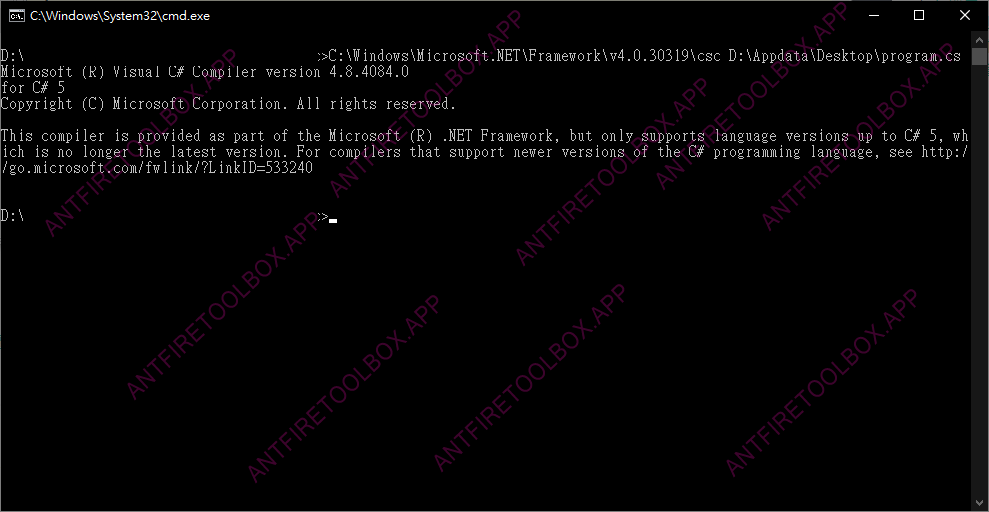 C:\Windows\System32\cmd.exe
D:\ >C:\Windows\Microsoft.NET\Framework\v4.0.30319\csc D:\Appdata\Desktop\program.cs
Microsoft (R) Visual C# Compiler version 4.8.4084.0
for C# 5
Copyright (C) Microsoft Corporation. All rights reserved.
This compiler is provided as part of the Microsoft (R) .NET Framework, but only supports language versions up to C# 5, wh
ich is no longer the latest version. For compilers that support newer versions of the C# programming language, see http:/
/go.microsoft.com/fwlink/?LinkID=533240
D:\ >
ANTFIRETOOLBOX.APP
ANTFIRETOOLBOX.APP
ANTFIRETOOLBOX.APP
ANTFIRETOOLBOX.APP
ANTFIRETOOLBOX.APP
ANTFIRETOOLBOX.APP
ANTFIRETOOLBOX.APP
ANTFIRETOOLBOX.APP
ANTFIRETOOLBOX.APP
ANTFIRETOOLBOX.APP